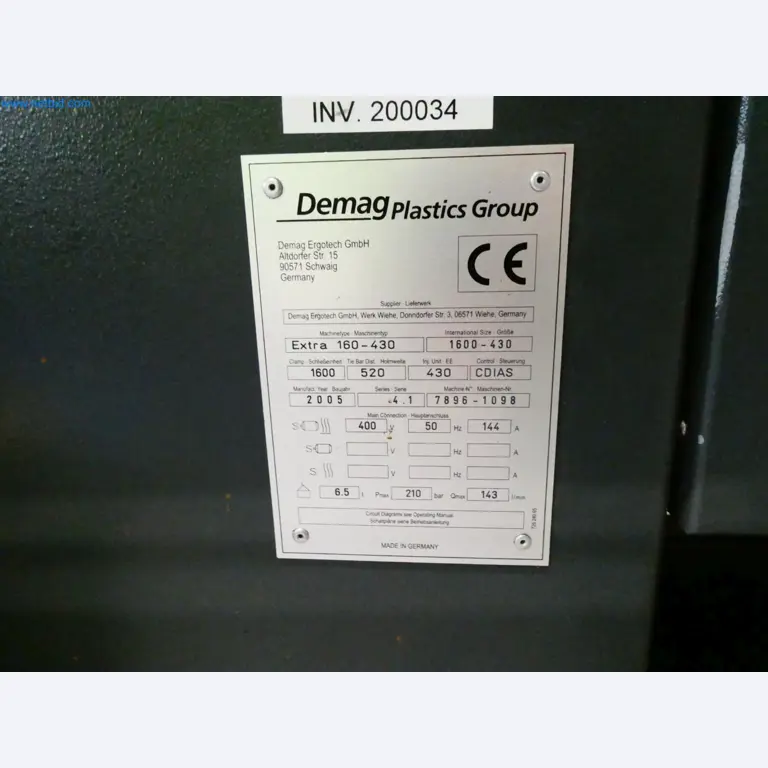 INV. 200034
Demag Plastics Group
Demag Ergotech GmbH
Altdorfer Str. 15
90571 Schwaig
Germany
CE
Supplier · Lieferwerk
Demag Ergotech GmbH, Werk Wiehe, Donndorfer Str. 3, 06571 Wiehe, Germany
Machinetype · Maschinentyp International Size · Größe
Extra 160-430 1600-430
Clamp · Schließeinheit Tie Bar Dist. · Holmweite Inj. Unit · EE Control · Steuerung
1600 520 430 CDIAS
Manufact. Year · Baujahr Series · Serie Machine-N° · Maschinen-Nr.
2005 4.1 7896-1098
Main Connection · Hauptanschluss
S 400 V 50 Hz 144 A
S V Hz A
S V Hz A
6.5 l Pmax 210 bar Qmax 143 l/min
Circuit Diagrams see Operating Manual
Schaltpläne siehe Betriebsanleitung
MADE IN GERMANY